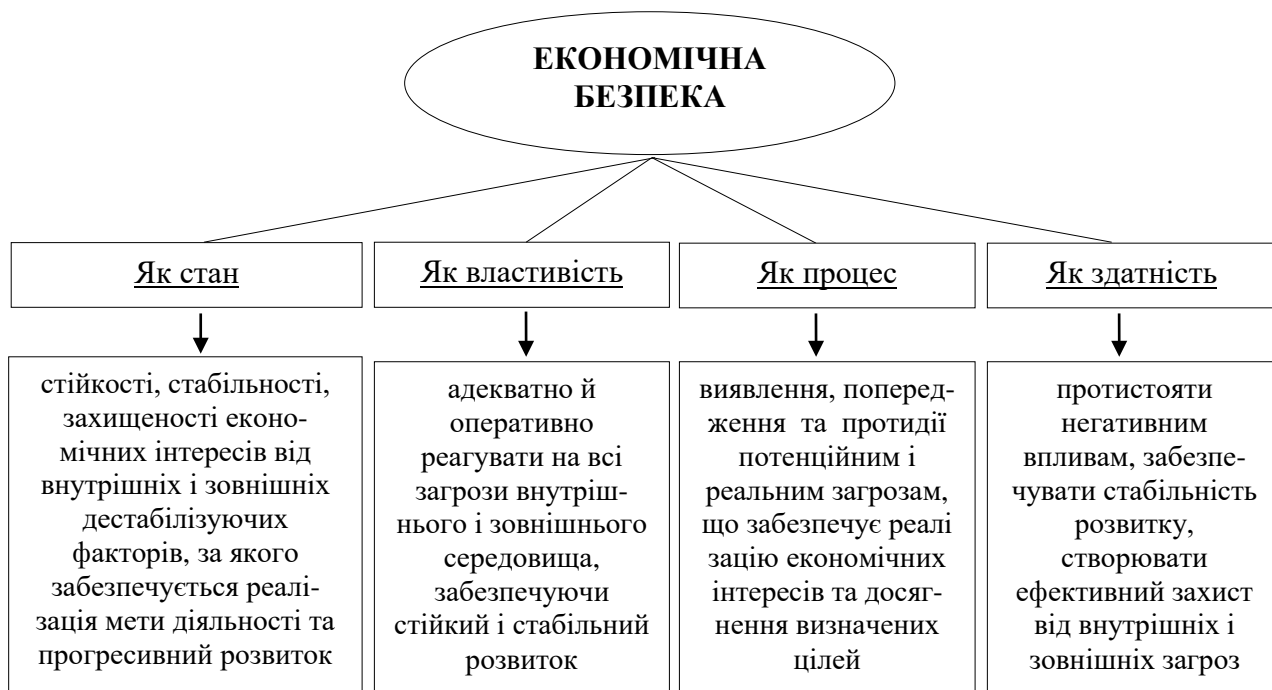 ЕКОНОМІЧНА
БЕЗПЕКА
Як стан
стійкості, стабільності,
захищеності еконо-
мічних інтересів від
внутрішніх і зовнішніх
дестабілізуючих
факторів, за якого
забезпечується реалі-
зація мети діяльності та
прогресивний розвиток
Як властивість
адекватно й
оперативно
реагувати на всі
загрози внутріш-
нього і зовнішнього
середовища,
забезпечуючи
стійкий і стабільний
розвиток
Як процес
виявлення, поперед-
ження та протидії
потенційним і
реальним загрозам,
що забезпечує реалі
зацію економічних
інтересів та досяг-
нення визначених
цілей
Як здатність
протистояти
негативним
впливам, забезпе-
чувати стабільність
розвитку,
створювати
ефективний захист
від внутрішніх і
зовнішніх загроз